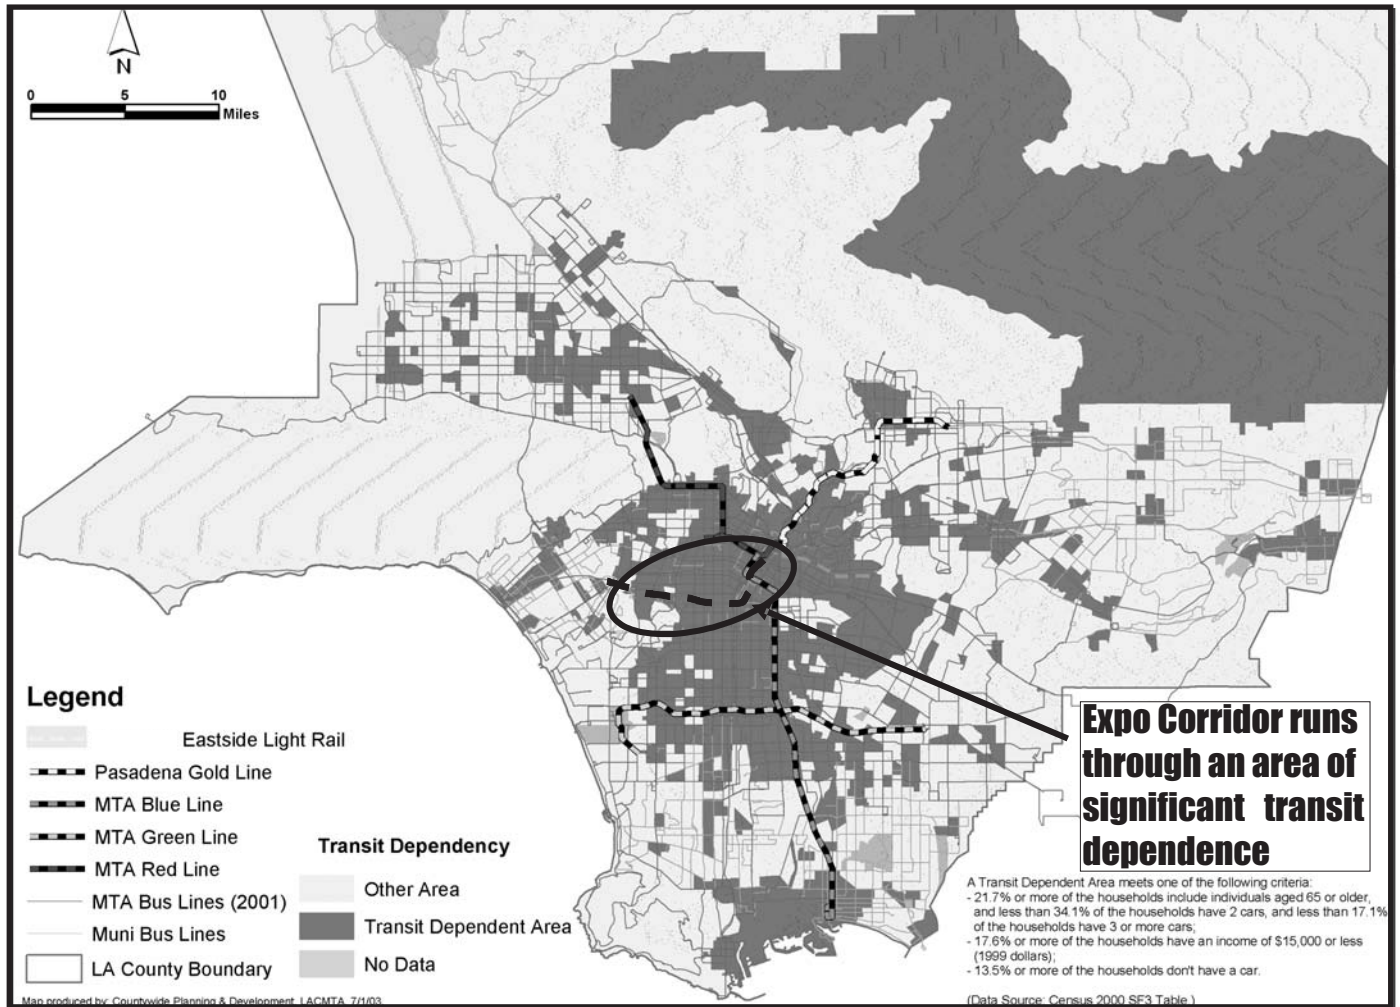 N
0 5 10
Miles
Legend
Eastside Light Rail
Pasadena Gold Line
MTA Blue Line
MTA Green Line
MTA Red Line
MTA Bus Lines (2001)
Muni Bus Lines
LA County Boundary
Map produced by: Countywide Planning & Development, LACMTA, 7/1/03
Transit Dependency
Other Area
Transit Dependent Area
No Data
Expo Corridor runs
through an area of
significant transit
dependence
A Transit Dependent Area meets one of the following criteria:
- 21.7% or more of the households include individuals aged 65 or older,
and less than 34.1% of the households have 2 cars, and less than 17.1%
of the households have 3 or more cars;
- 17.6% or more of the households have an income of $15,000 or less
(1999 dollars);
- 13.5% or more of the households don't have a car.
(Data Source: Census 2000 SF3 Table )